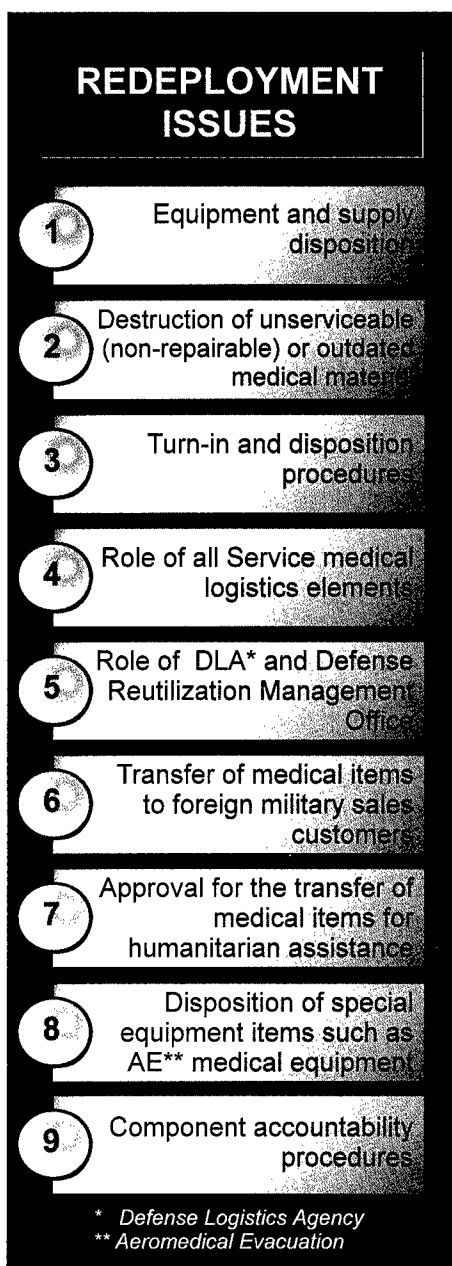 REDEPLOYMENT
ISSUES
1
Equipment and supply
disposition
2
Destruction of unserviceable
(non-repairable) or outdated
medical materiel
3
Turn-in and disposition
procedures
4
Role of all Service medical
logistics elements
5
Role of DLA* and Defense
Reutilization Management
Office
6
Transfer of medical items
to foreign military sales
customers
7
Approval for the transfer of
medical items for
humanitarian assistance
8
Disposition of special
equipment items such as
AE** medical equipment
9
Component accountability
procedures
* Defense Logistics Agency
** Aeromedical Evacuation